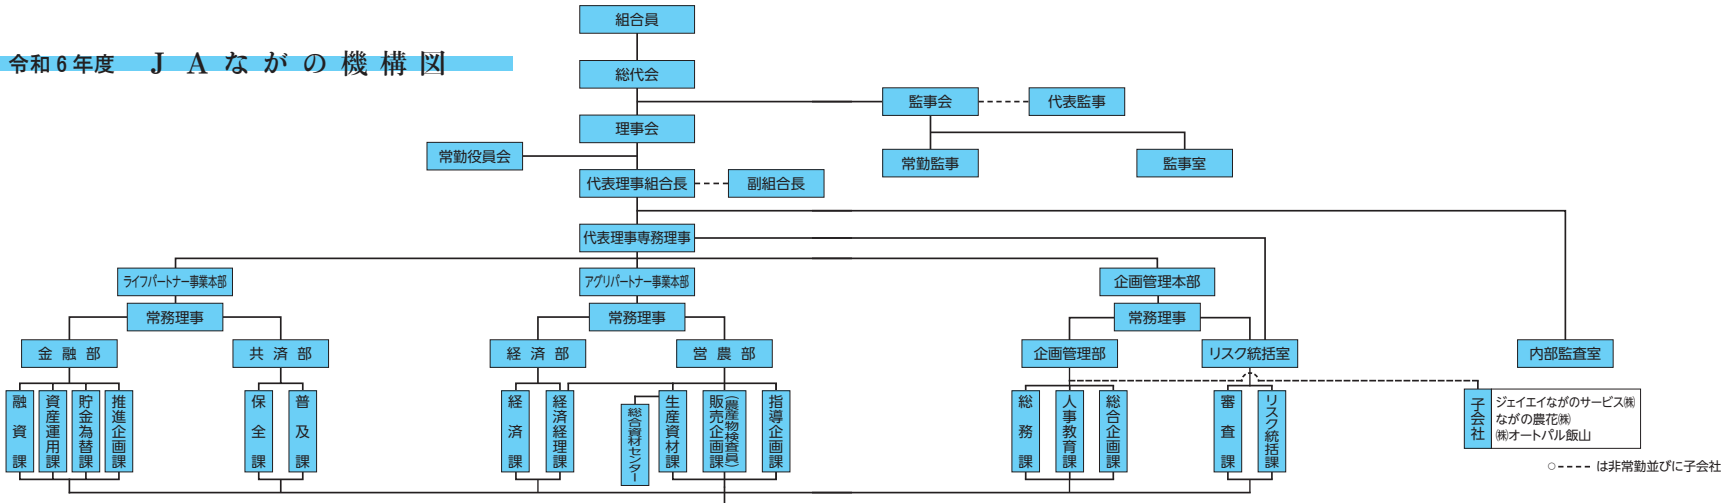 組合員
令和6年度 JAながの機構図
総代会
監事会
代表監事
理事会
常勤役員会
常勤監事
監事室
代表理事組合長
副組合長
代表理事専務理事
ライフパートナー事業本部
アグリパートナー事業本部
企画管理本部
常務理事
常務理事
常務理事
金融部
共済部
経済部
営農部
企画管理部
リスク統括室
内部監査室
融資課
資産運用課
貯金為替課
推進企画課
保全課
普及課
経済課
経済経理課
総合資材センター
生産資材課
販売企画課
(農産物検査員)
指導企画課
総務課
人事教育課
総合企画課
審査課
リスク統括課
子会社
ジェイエイながのサービス㈱
ながの農花㈱
㈱オートパル飯山
○----は非常勤並びに子会社